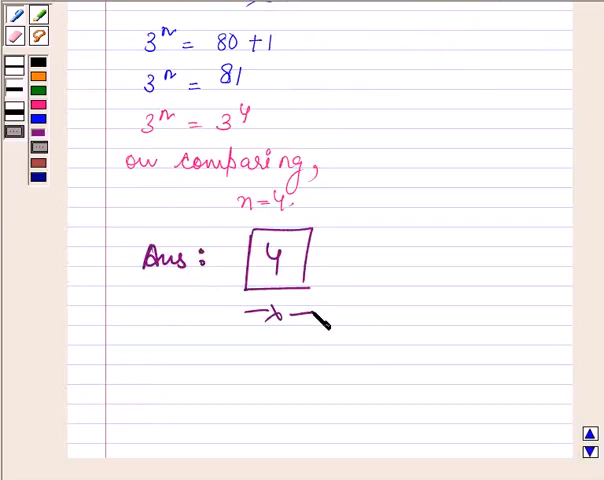 3ⁿ = 80 + 1
3ⁿ = 81
3ⁿ = 3⁴
on comparing,
n = 4.
Ans : 4